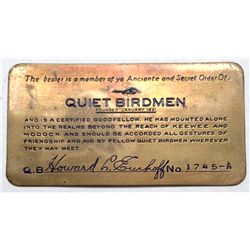 The bearer is a member of ye Anciente and Secret Order Of
QUIET BIRDMEN
FOUNDED JANUARY 1921
AND IS A CERTIFIED GOODFELLOW. HE HAS MOUNTED ALONE
INTO THE REALMS BEYOND THE REACH OF KEEWEE AND
MODOCK AND SHOULD BE ACCORDED ALL GESTURES OF
FRIENDSHIP AND AID BY FELLOW QUIET BIRDMEN WHEREVER
THEY MAY MEET.
Q.B. Howard L. No. 1745-A